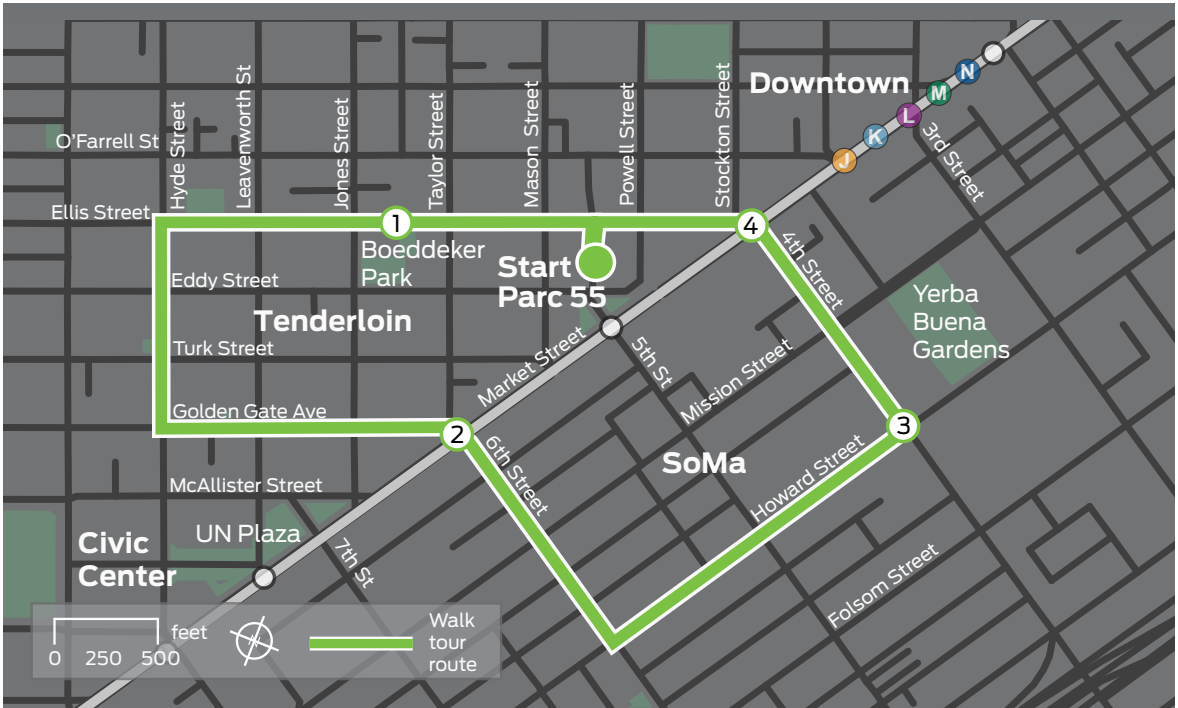 Downtown
N
M
L
K
J
3rd Street
O'Farrell St
Hyde Street
Leavenworth St
Jones Street
Taylor Street
Mason Street
Powell Street
Stockton Street
Ellis Street
1
4
Boeddeker
Park
Start
Parc 55
4th Street
Eddy Street
Tenderloin
Yerba
Buena
Gardens
Turk Street
Market Street
5th St
Mission Street
Golden Gate Ave
2
3
6th Street
SoMa
Howard Street
McAllister Street
UN Plaza
Civic
Center
7th St
Folsom Street
feet
0 250 500
Walk
tour
route